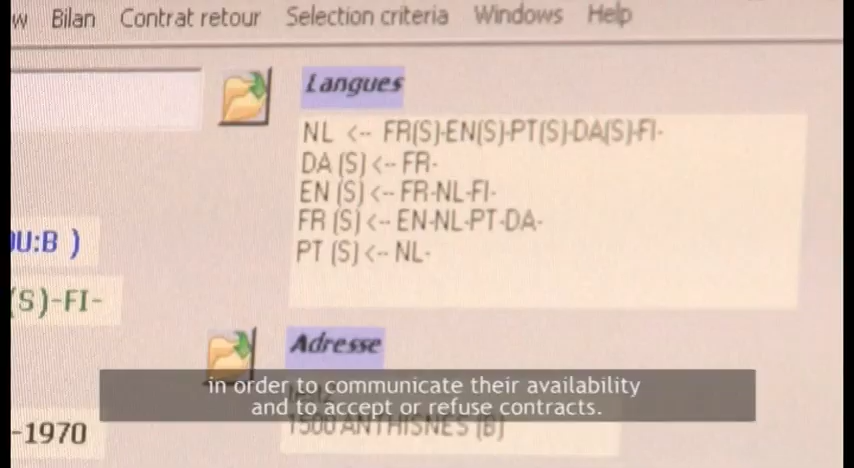 w Bilan Contrat retour Selection criteria Windows Help
Langues
NL <-- FR(S)-EN(S)-PT(S)-DA(S)-FI-
DA (S) <-- FR-
EN (S) <-- FR-NL-FI-
FR (S) <-- EN-NL-PT-DA-
PT (S) <-- NL-
OU:B )
(S)-FI-
Adresse
in order to communicate their availability
and to accept or refuse contracts.
-1970
1500 ANTHISNES (B)